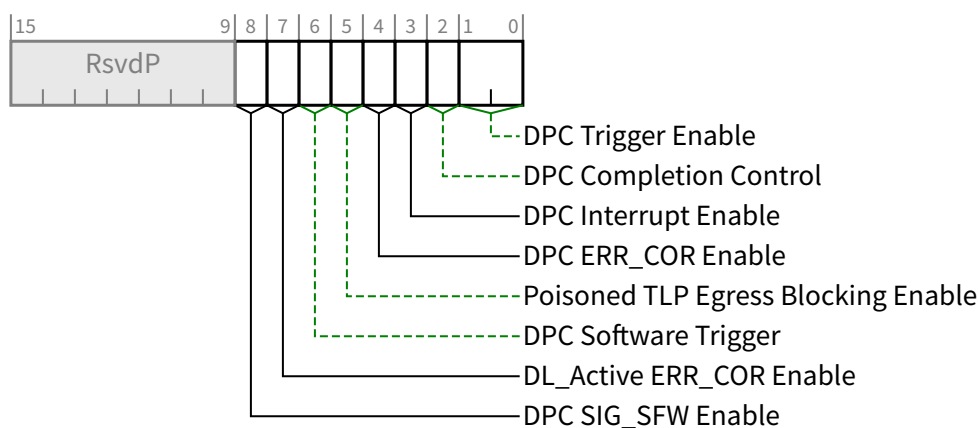 15 9 8 7 6 5 4 3 2 1 0
RsvdP
DPC Trigger Enable
DPC Completion Control
DPC Interrupt Enable
DPC ERR_COR Enable
Poisoned TLP Egress Blocking Enable
DPC Software Trigger
DL_Active ERR_COR Enable
DPC SIG_SFW Enable